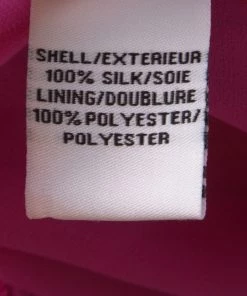 SHELL/EXTERIEUR
100% SILK/SOIE
LINING/DOUBLURE
100% POLYESTER/
POLYESTER